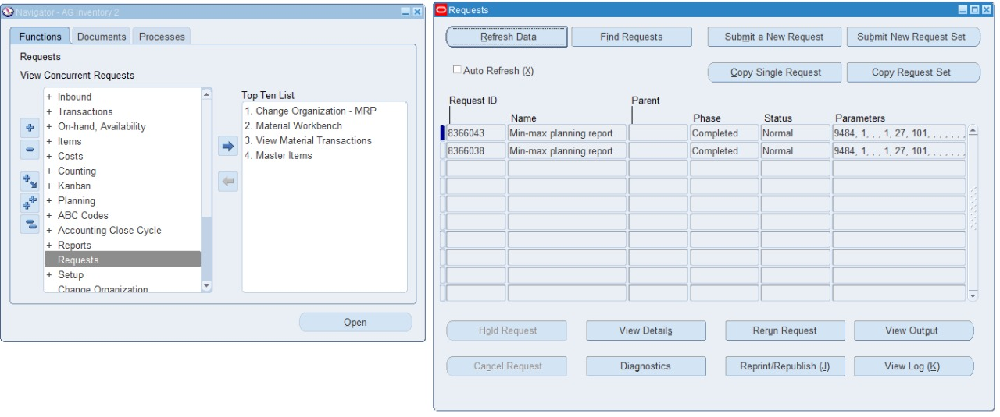 Navigator - AG Inventory 2
Functions
Documents
Processes
Requests
View Concurrent Requests
+ Inbound
+ Transactions
+ On-hand, Availability
+ Items
+ Costs
+ Counting
+ Kanban
+ Planning
+ ABC Codes
+ Accounting Close Cycle
+ Reports
Requests
+ Setup
Change Organization
Top Ten List
1. Change Organization - MRP
2. Material Workbench
3. View Material Transactions
4. Master Items
Open
Requests
Refresh Data
Find Requests
Submit a New Request
Submit New Request Set
Auto Refresh (X)
Copy Single Request
Copy Request Set
Request ID
Parent
Name
Phase
Status
Parameters
8366043 Min-max planning report Completed Normal 9484, 1, , , 1, 27, 101, , , , , , ,
8366038 Min-max planning report Completed Normal 9484, 1, , , 1, 27, 101, , , , , , ,
Hold Request
View Details
Rerun Request
View Output
Cancel Request
Diagnostics
Reprint/Republish (J)
View Log (K)